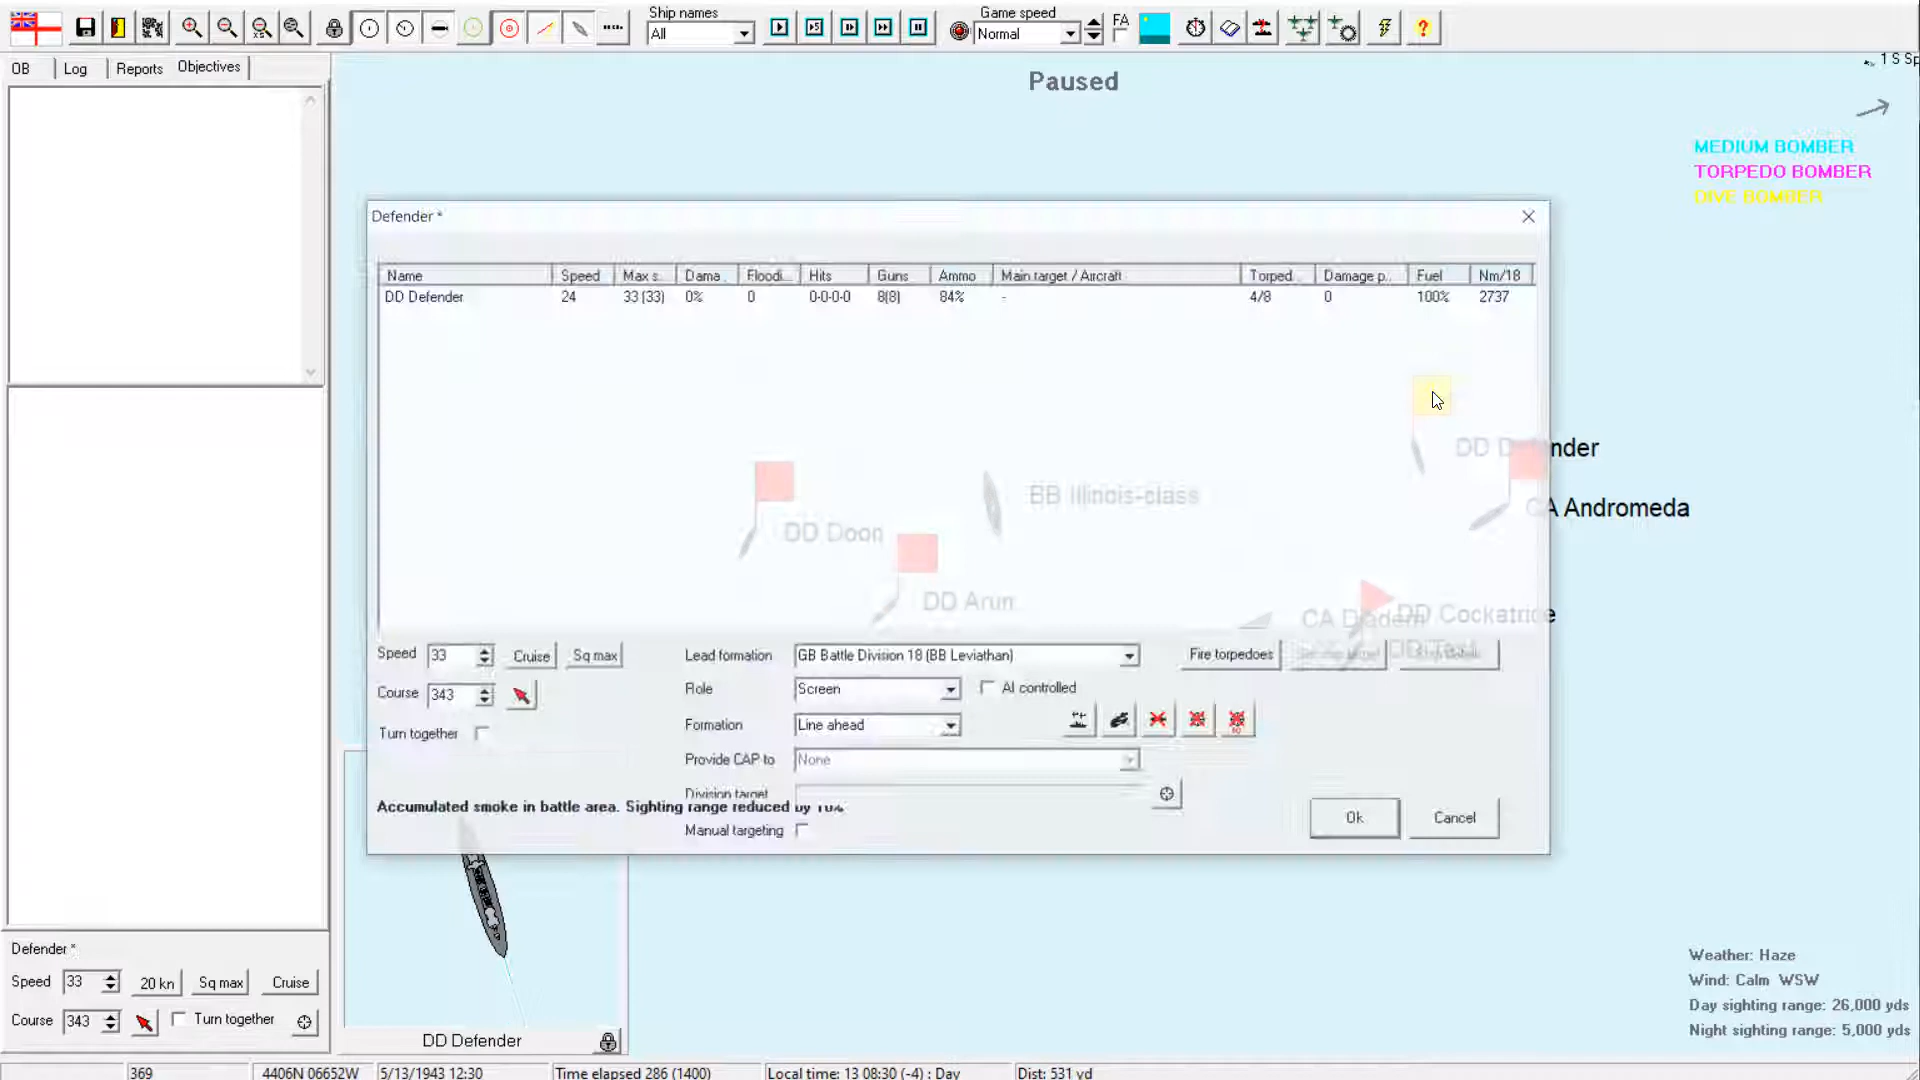 Ship names
Game speed
All
Normal
FA
OB
Log
Reports
Objectives
Paused
MEDIUM BOMBER
TORPEDO BOMBER
DIVE BOMBER
Defender *
Name Speed Max s.. Dama.. Floodi... Hits Guns Ammo Main target / Aircraft Torped.. Damage p.. Fuel Nm/18
DD Defender 24 33 (33) 0% 0 0-0-0-0 8(8) 84% - 4/8 0 100% 2737
DD Defender
BB Illinois-class
CA Andromeda
DD Doon
DD Arun
CA Diadem
DD Cockatrice
Speed 33 Cruise Sq max
Lead formation GB Battle Division 18 (BB Leviathan)
Fire torpedoes
Course 343
Role Screen
AI controlled
Turn together
Formation Line ahead
Provide CAP to None
Division target
Accumulated smoke in battle area. Sighting range reduced by 10%
Manual targeting
Ok
Cancel
Defender *
Speed 33 20 kn Sq max Cruise
Course 343 Turn together
DD Defender
Weather: Haze
Wind: Calm WSW
Day sighting range: 26,000 yds
Night sighting range: 5,000 yds
369 4406N 06652W 5/13/1943 12:30 Time elapsed 286 (1400) Local time: 13 08:30 (-4) : Day Dist: 531 yd